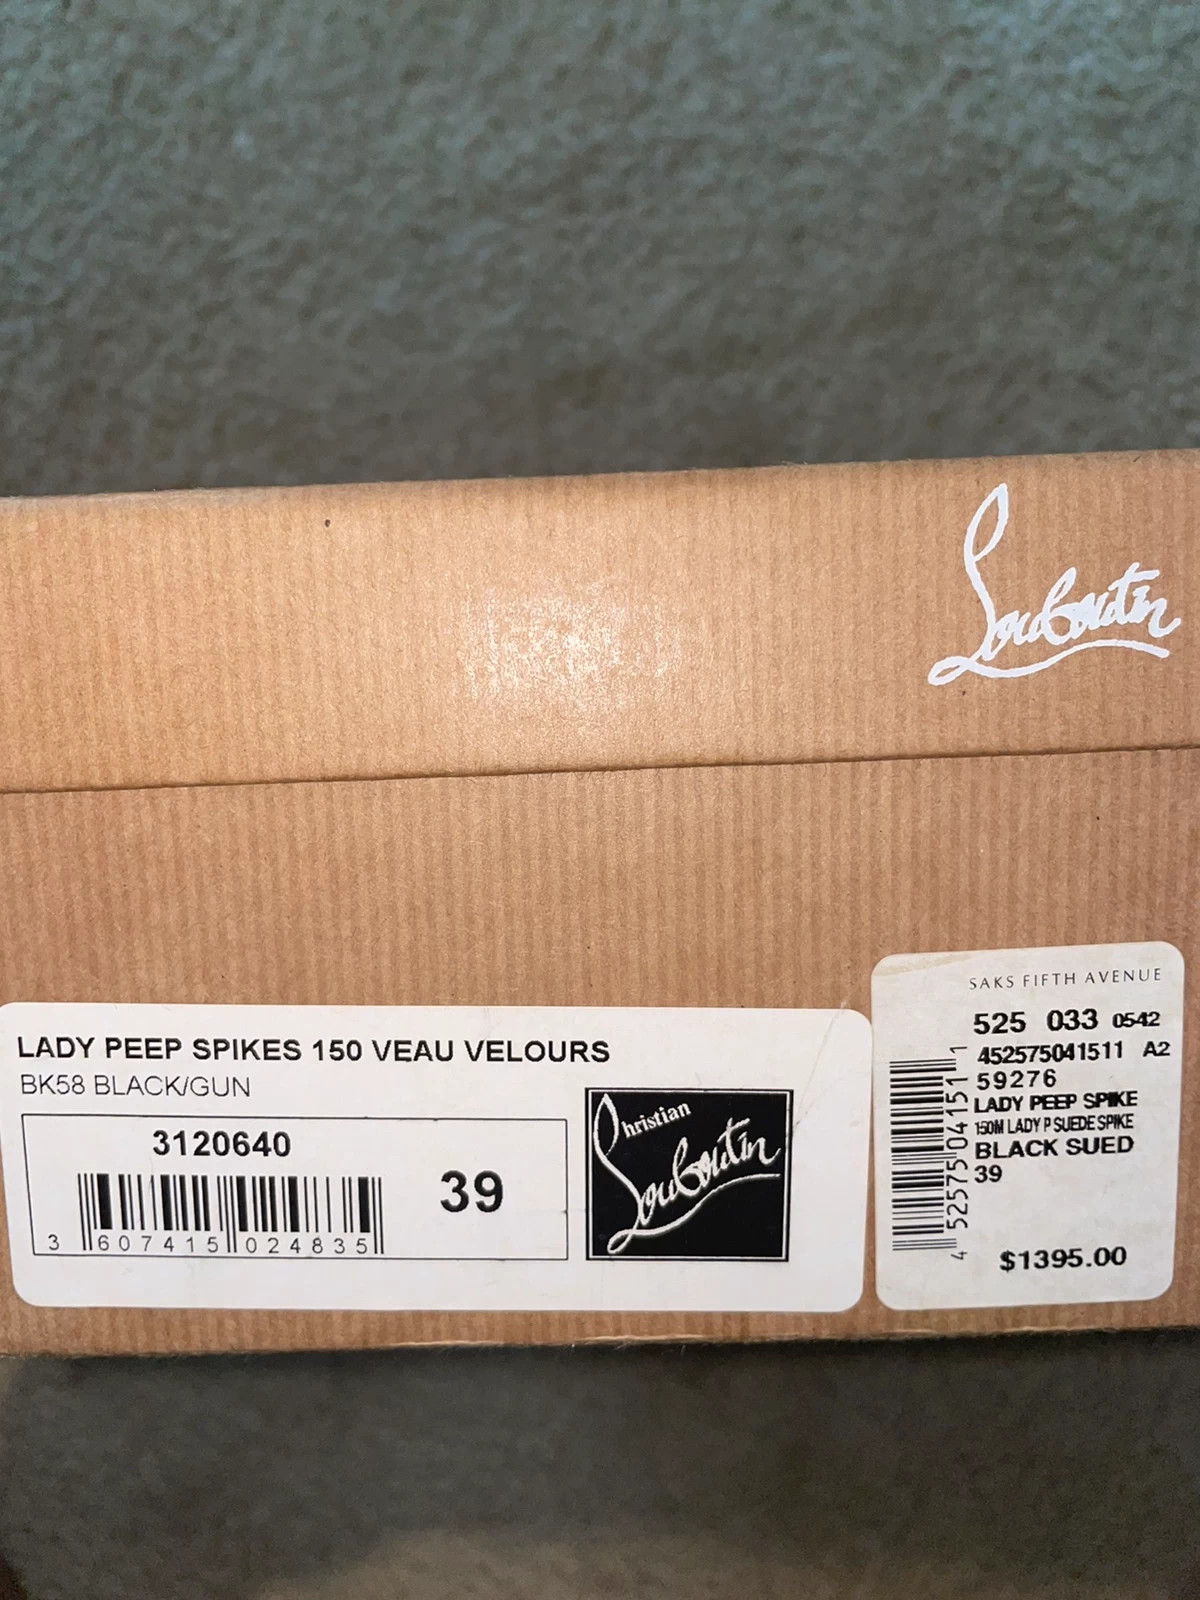 Louboutin
LADY PEEP SPIKES 150 VEAU VELOURS
BK58 BLACK/GUN
3120640
39
3 607415 024835
Christian
Louboutin
SAKS FIFTH AVENUE
525 033 0542
452575041511 A2
59276
LADY PEEP SPIKE
150M LADY P SUEDE SPIKE
BLACK SUED
39
$1395.00
4 52575 04151 1